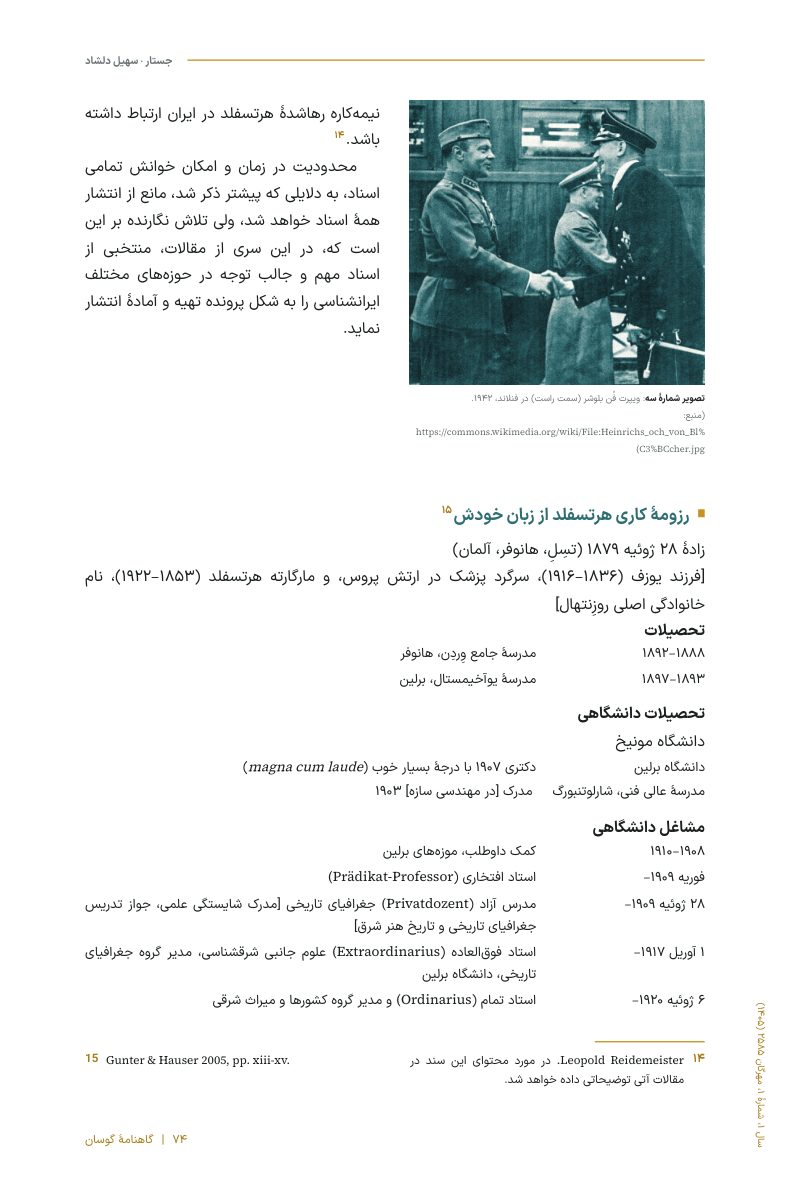 جستار · سهیل دلشاد
نیمه‌کاره رهاشدهٔ هرتسفلد در ایران ارتباط داشته
باشد.۱۴
محدودیت در زمان و امکان خوانش تمامی
اسناد، به دلایلی که پیشتر ذکر شد، مانع از انتشار
همهٔ اسناد خواهد شد، ولی تلاش نگارنده بر این
است که، در این سری از مقالات، منتخبی از
اسناد مهم و جالب توجه در حوزه‌های مختلف
ایرانشناسی را به شکل پرونده تهیه و آمادهٔ انتشار
نماید.
تصویر شمارهٔ سه: ویپرت فُن بلوشر (سمت راست) در فنلاند، ۱۹۴۲.
(منبع:
https://commons.wikimedia.org/wiki/File:Heinrichs_och_von_Bl%
C3%BCcher.jpg)
رزومهٔ کاری هرتسفلد از زبان خودش۱۵
زادهٔ ۲۸ ژوئیه ۱۸۷۹ (تسِلِ، هانوفر، آلمان)
[فرزند یوزف (۱۸۳۶–۱۹۱۶)، سرگرد پزشک در ارتش پروس، و مارگارته هرتسفلد (۱۸۵۳–۱۹۲۲)، نام
خانوادگی اصلی روزِنتهال]
تحصیلات
۱۸۸۸–۱۸۹۲ مدرسهٔ جامع وِردِن، هانوفر
۱۸۹۳–۱۸۹۷ مدرسهٔ یوآخیمستال، برلین
تحصیلات دانشگاهی
دانشگاه مونیخ
دانشگاه برلین دکتری ۱۹۰۷ با درجهٔ بسیار خوب (magna cum laude)
مدرسهٔ عالی فنی، شارلوتنبورگ مدرک [در مهندسی سازه] ۱۹۰۳
مشاغل دانشگاهی
۱۹۰۸–۱۹۱۰ کمک داوطلب، موزه‌های برلین
فوریه ۱۹۰۹– استاد افتخاری (Prädikat-Professor)
۲۸ ژوئیه ۱۹۰۹– مدرس آزاد (Privatdozent) جغرافیای تاریخی [مدرک شایستگی علمی، جواز تدریس
جغرافیای تاریخی و تاریخ هنر شرق]
۱ آوریل ۱۹۱۷– استاد فوق‌العاده (Extraordinarius) علوم جانبی شرقشناسی، مدیر گروه جغرافیای
تاریخی، دانشگاه برلین
۶ ژوئیه ۱۹۲۰– استاد تمام (Ordinarius) و مدیر گروه کشورها و میراث شرقی
۱۴ Leopold Reidemeister. در مورد محتوای این سند در
مقالات آتی توضیحاتی داده خواهد شد.
15 Gunter & Hauser 2005, pp. xiii-xv.
سال ۱، شمارهٔ ۱، مهرگان ۲۵۸۵ (۱۴۰۵)
۷۴ | گاهنامهٔ گوسان